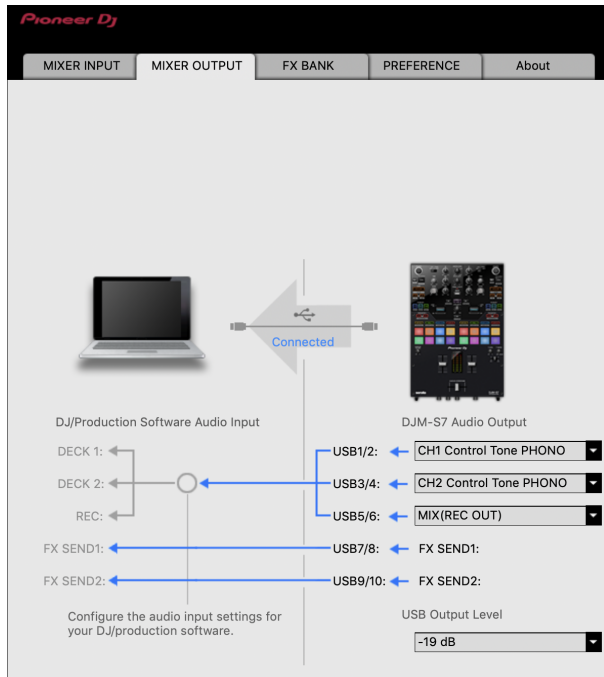 Pioneer Dj
MIXER INPUT
MIXER OUTPUT
FX BANK
PREFERENCE
About
Connected
DJ/Production Software Audio Input
DJM-S7 Audio Output
DECK 1:
USB1/2:
CH1 Control Tone PHONO
DECK 2:
USB3/4:
CH2 Control Tone PHONO
REC:
USB5/6:
MIX(REC OUT)
FX SEND1:
USB7/8:
FX SEND1:
FX SEND2:
USB9/10:
FX SEND2:
Configure the audio input settings for
your DJ/production software.
USB Output Level
-19 dB